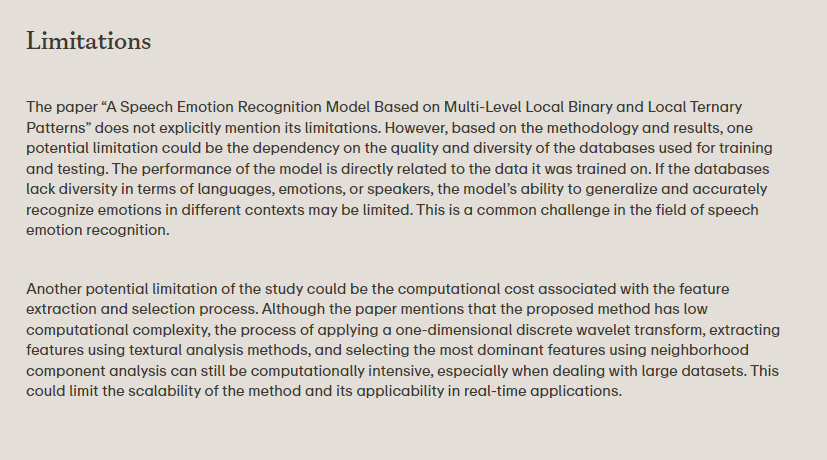 Limitations
The paper “A Speech Emotion Recognition Model Based on Multi-Level Local Binary and Local Ternary
Patterns” does not explicitly mention its limitations. However, based on the methodology and results, one
potential limitation could be the dependency on the quality and diversity of the databases used for training
and testing. The performance of the model is directly related to the data it was trained on. If the databases
lack diversity in terms of languages, emotions, or speakers, the model’s ability to generalize and accurately
recognize emotions in different contexts may be limited. This is a common challenge in the field of speech
emotion recognition.
Another potential limitation of the study could be the computational cost associated with the feature
extraction and selection process. Although the paper mentions that the proposed method has low
computational complexity, the process of applying a one-dimensional discrete wavelet transform, extracting
features using textural analysis methods, and selecting the most dominant features using neighborhood
component analysis can still be computationally intensive, especially when dealing with large datasets. This
could limit the scalability of the method and its applicability in real-time applications.